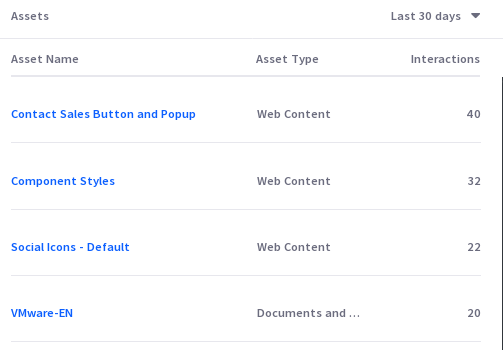 Assets Last 30 days
Asset Name Asset Type Interactions
Contact Sales Button and Popup Web Content 40
Component Styles Web Content 32
Social Icons - Default Web Content 22
VMware-EN Documents and ... 20